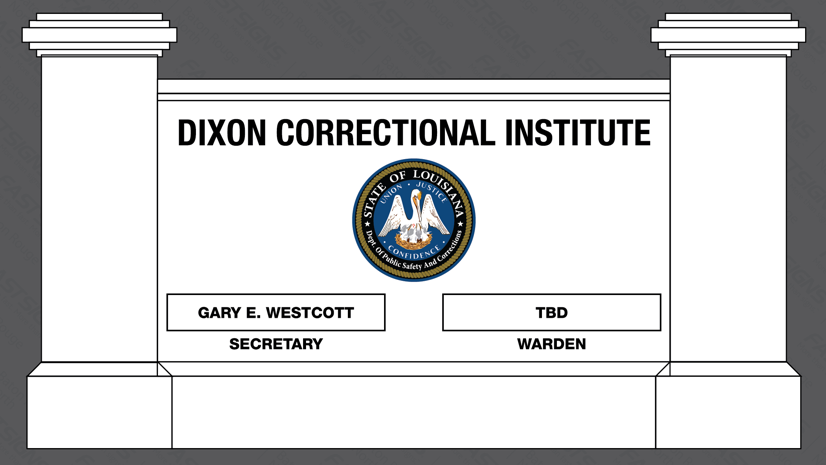 DIXON CORRECTIONAL INSTITUTE
STATE OF LOUISIANA
UNION • JUSTICE
CONFIDENCE
Dept. Of Public Safety And Corrections
GARY E. WESTCOTT
TBD
SECRETARY
WARDEN